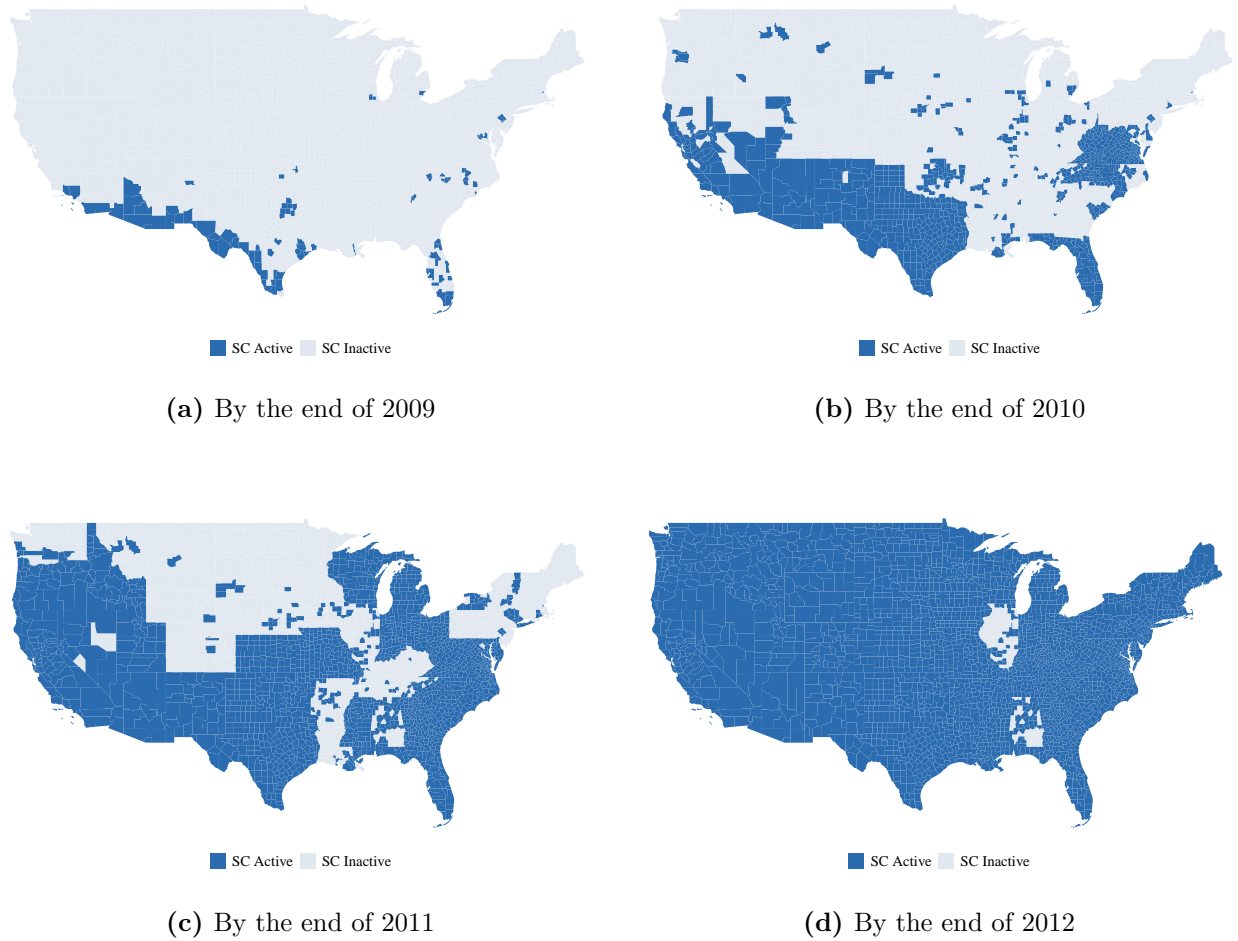 SC Active SC Inactive
(a) By the end of 2009
SC Active SC Inactive
(b) By the end of 2010
SC Active SC Inactive
(c) By the end of 2011
SC Active SC Inactive
(d) By the end of 2012